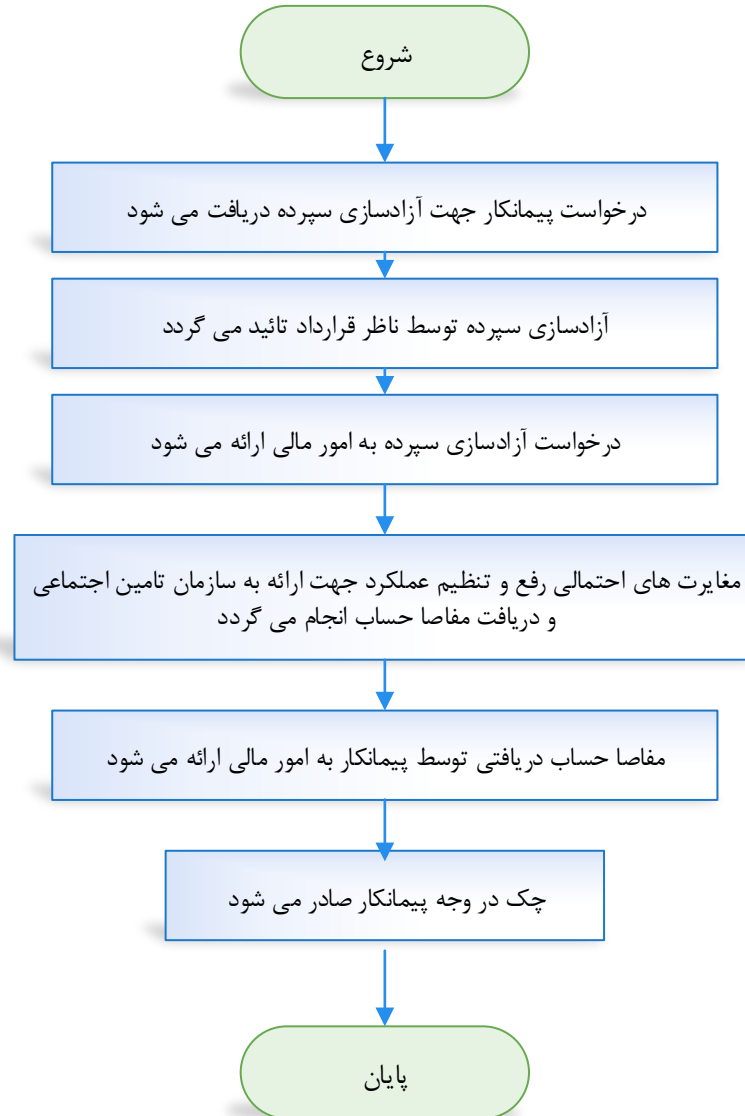 شروع
درخواست پیمانکار جهت آزادسازی سپرده دریافت می شود
آزادسازی سپرده توسط ناظر قرارداد تائید می گردد
درخواست آزادسازی سپرده به امور مالی ارائه می شود
مغایرت های احتمالی رفع و تنظیم عملکرد جهت ارائه به سازمان تامین اجتماعی
و دریافت مفاصا حساب انجام می گردد
مفاصا حساب دریافتی توسط پیمانکار به امور مالی ارائه می شود
چک در وجه پیمانکار صادر می شود
پایان